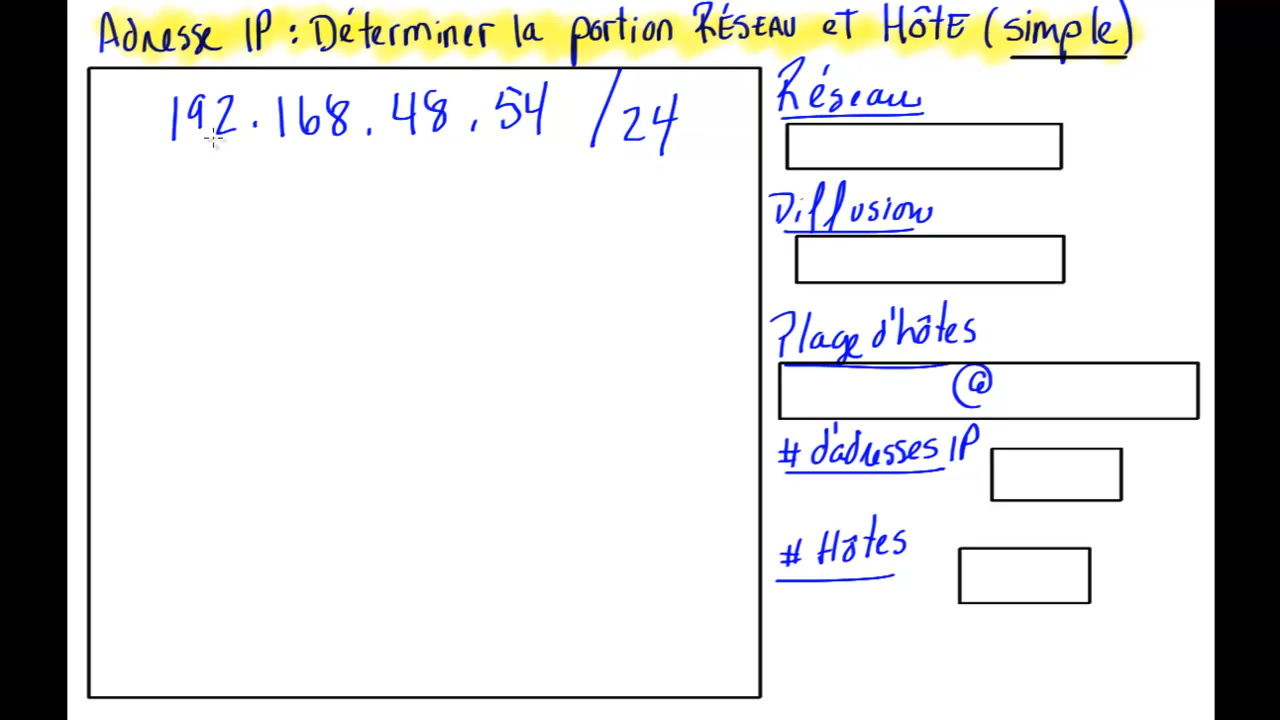 Adresse IP : Déterminer la portion RÉSEAU et HÔTE (simple)
192.168.48.54 /24
Réseau
Diffusion
Plage d'hôtes
@
# d'adresses IP
# Hôtes